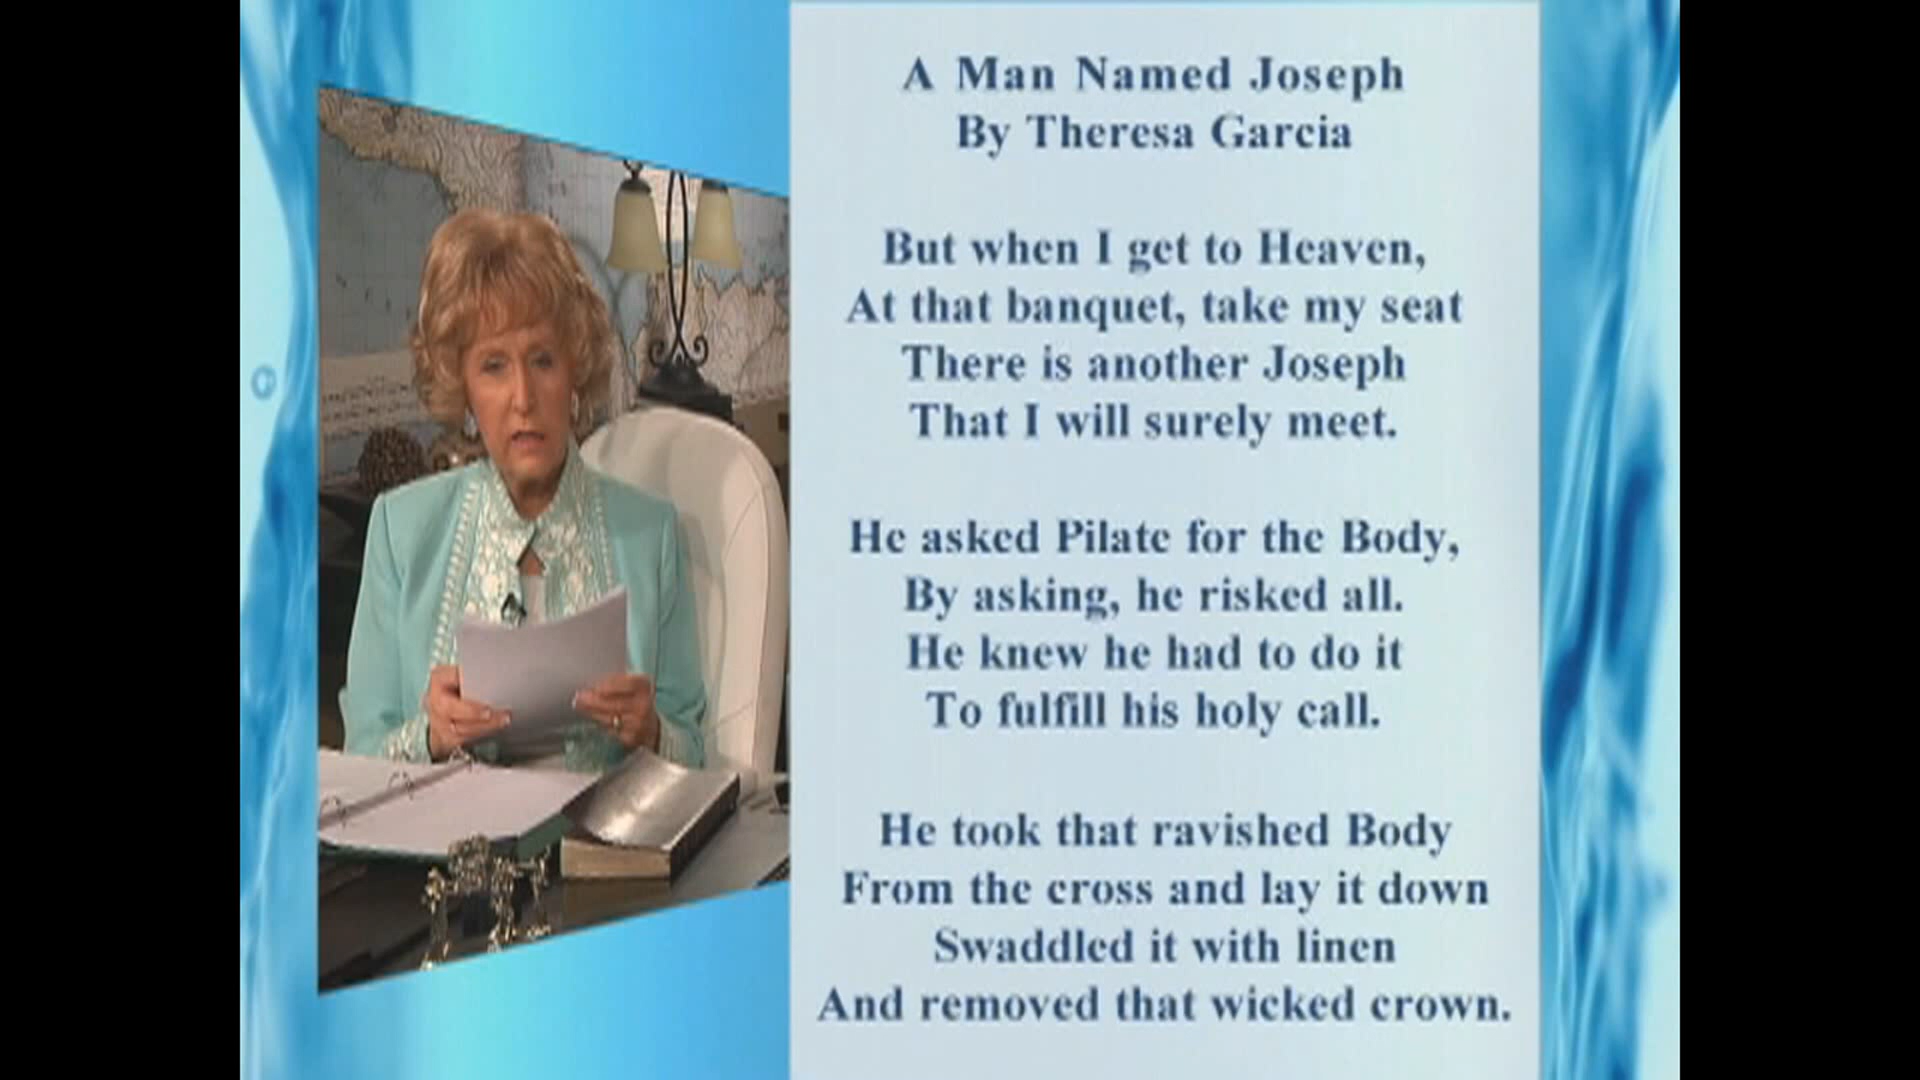 A Man Named Joseph
By Theresa Garcia
But when I get to Heaven,
At that banquet, take my seat
There is another Joseph
That I will surely meet.
He asked Pilate for the Body,
By asking, he risked all.
He knew he had to do it
To fulfill his holy call.
He took that ravished Body
From the cross and lay it down
Swaddled it with linen
And removed that wicked crown.